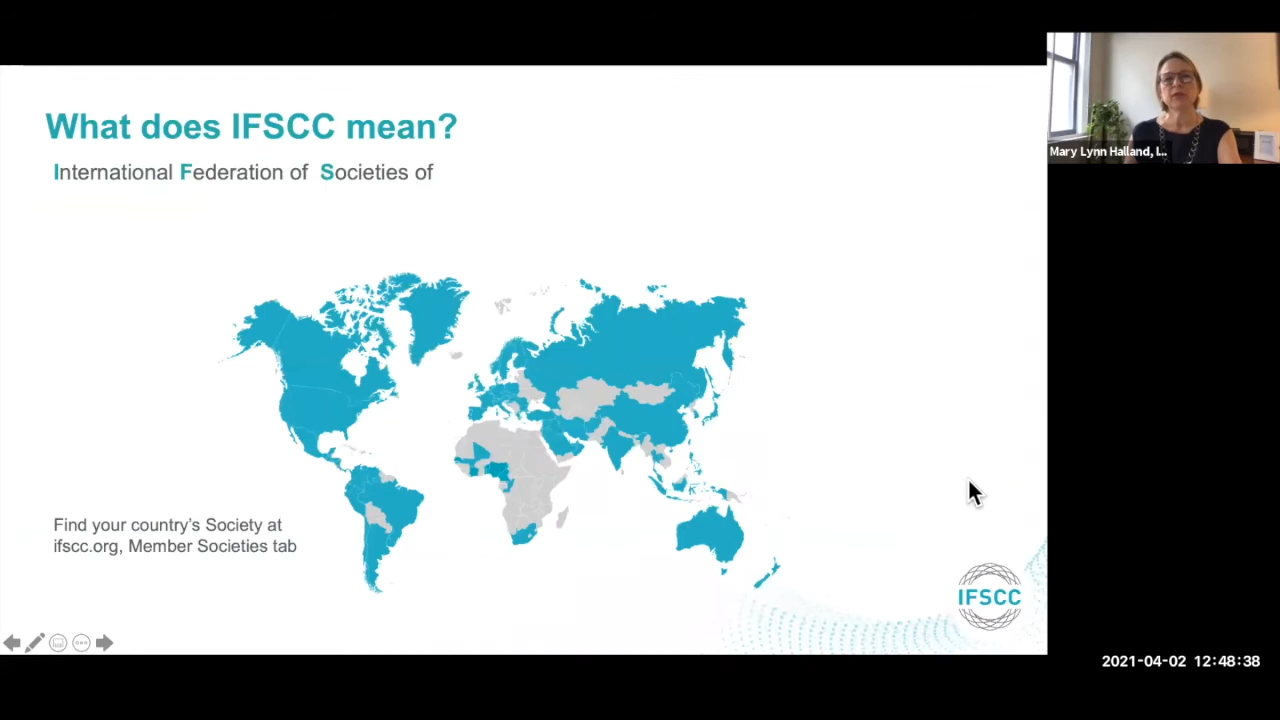 What does IFSCC mean?
International Federation of Societies of
Mary Lynn Halland, I...
Find your country's Society at
ifscc.org, Member Societies tab
IFSCC
2021-04-02 12:48:38